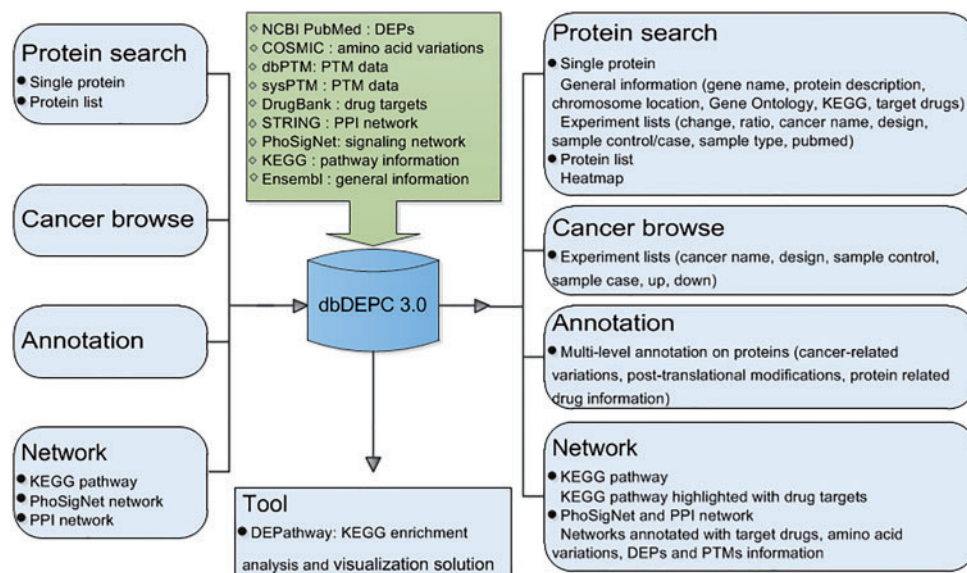 Protein search
● Single protein
● Protein list
Cancer browse
Annotation
Network
● KEGG pathway
● PhoSigNet network
● PPI network
◇ NCBI PubMed : DEPs
◇ COSMIC : amino acid variations
◇ dbPTM: PTM data
◇ sysPTM : PTM data
◇ DrugBank : drug targets
◇ STRING : PPI network
◇ PhoSigNet: signaling network
◇ KEGG : pathway information
◇ Ensembl : general information
dbDEPC 3.0
Tool
● DEPathway: KEGG enrichment
analysis and visualization solution
Protein search
● Single protein
General information (gene name, protein description,
chromosome location, Gene Ontology, KEGG, target drugs)
Experiment lists (change, ratio, cancer name, design,
sample control/case, sample type, pubmed)
● Protein list
Heatmap
Cancer browse
● Experiment lists (cancer name, design, sample control,
sample case, up, down)
Annotation
● Multi-level annotation on proteins (cancer-related
variations, post-translational modifications, protein related
drug information)
Network
● KEGG pathway
KEGG pathway highlighted with drug targets
● PhoSigNet and PPI network
Networks annotated with target drugs, amino acid
variations, DEPs and PTMs information